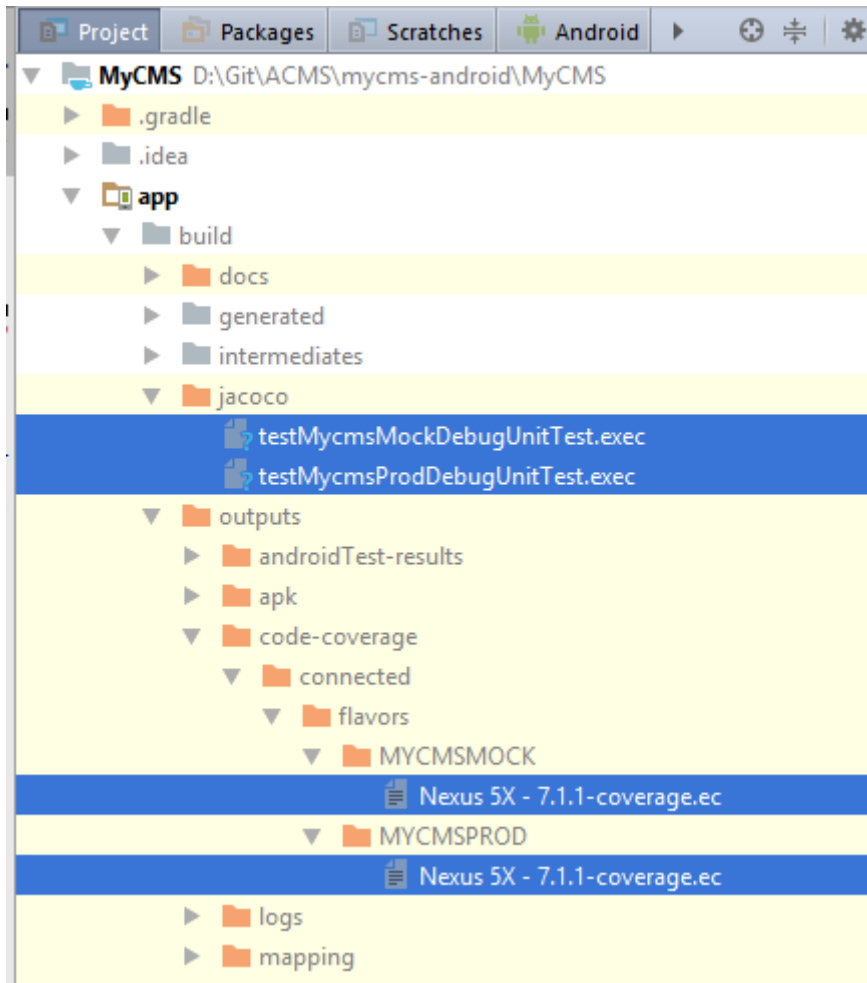 Project Packages Scratches Android
MyCMS D:\Git\ACMS\mycms-android\MyCMS
.gradle
.idea
app
build
docs
generated
intermediates
jacoco
testMycmsMockDebugUnitTest.exec
testMycmsProdDebugUnitTest.exec
outputs
androidTest-results
apk
code-coverage
connected
flavors
MYCMSMOCK
Nexus 5X - 7.1.1-coverage.ec
MYCMSPROD
Nexus 5X - 7.1.1-coverage.ec
logs
mapping